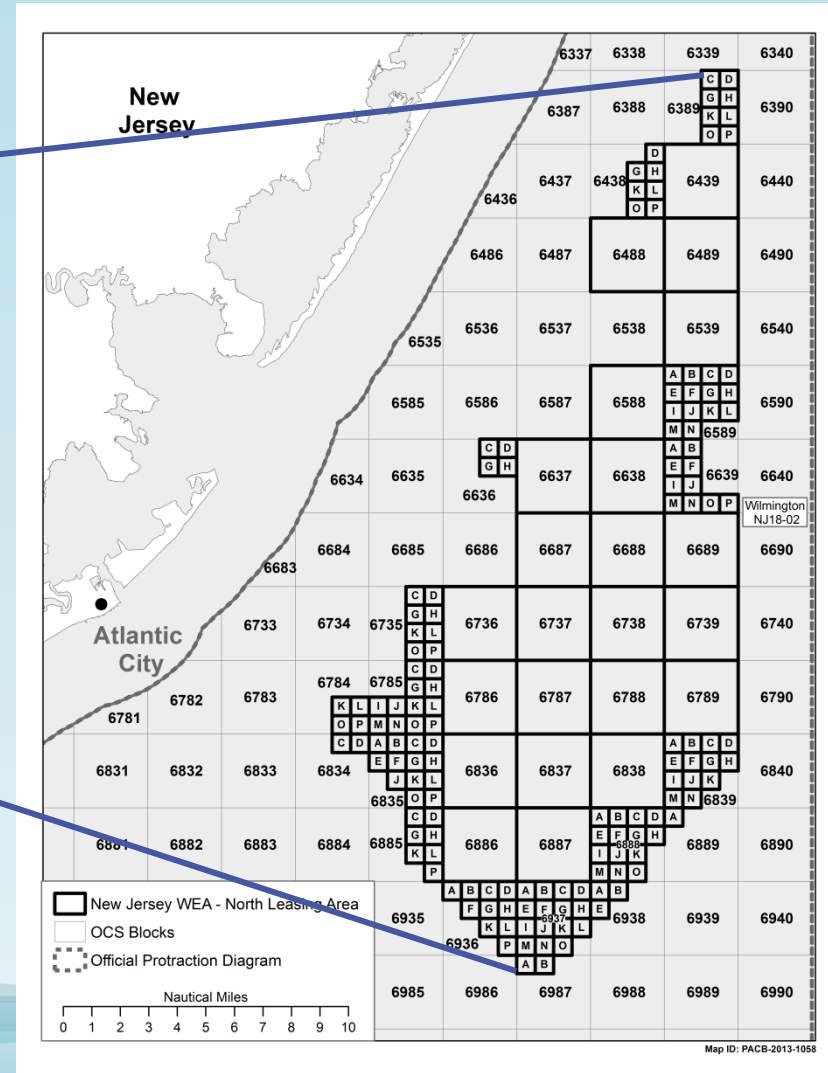 6337 6338 6339 6340
C D
New
Jersey
G H
6387 6388 6389 6390
K L
O P
D
G H
6437 6438 6439 6440
K L
6436
O P
6486 6487 6488 6489 6490
6536 6537 6538 6539 6540
6535
A B C D
E F G H
6585 6586 6587 6588 6590
I J K L
M N 6589
C D A B
G H E F
6634 6635 6637 6638 6639 6640
I J
6636
M N O P
Wilmington
NJ18-02
6684 6685 6686 6687 6688 6689 6690
6683
C D
G H
6733 6734 6735 6736 6737 6738 6739 6740
K L
O P
Atlantic
City
C D
6784 6785
G H
6782 6783 6786 6787 6788 6789 6790
K L I J K L
6781
O P M N O P
C D A B C D A B C D
E F G H E F G H
6831 6832 6833 6834 6836 6837 6838 6840
J K L I J K
6835 O P M N 6839
C D A B C D A
G H E F G H
6881 6882 6883 6884 6885 6886 6887 6888 6889 6890
K L I J K
P M N O
A B C D A B C D A B
F G H E F G H E
6935 6937 6938 6939 6940
K L I J K L
6936 P M N O
A B
6985 6986 6987 6988 6989 6990
New Jersey WEA - North Leasing Area
OCS Blocks
Official Protraction Diagram
Nautical Miles
0 1 2 3 4 5 6 7 8 9 10
Map ID: PACB-2013-1058